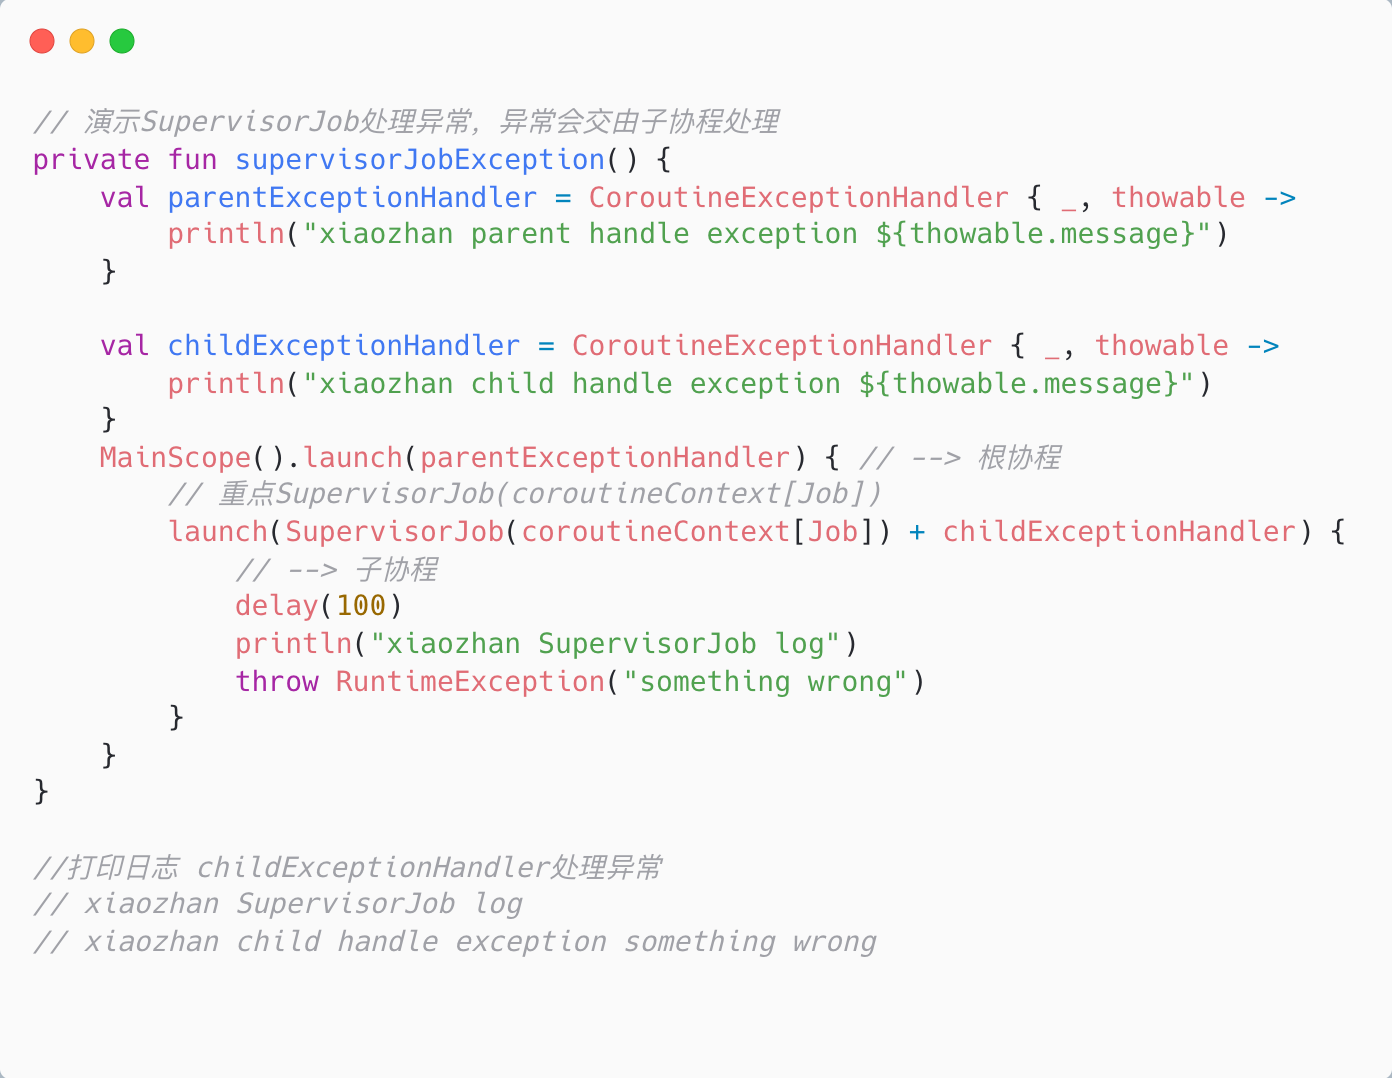 // 演示SupervisorJob处理异常，异常会交由子协程处理
private fun supervisorJobException() {
    val parentExceptionHandler = CoroutineExceptionHandler { _, thowable ->
        println("xiaozhan parent handle exception ${thowable.message}")
    }

    val childExceptionHandler = CoroutineExceptionHandler { _, thowable ->
        println("xiaozhan child handle exception ${thowable.message}")
    }
    MainScope().launch(parentExceptionHandler) { // --> 根协程
        // 重点SupervisorJob(coroutineContext[Job])
        launch(SupervisorJob(coroutineContext[Job]) + childExceptionHandler) {
            // --> 子协程
            delay(100)
            println("xiaozhan SupervisorJob log")
            throw RuntimeException("something wrong")
        }
    }
}

//打印日志 childExceptionHandler处理异常
// xiaozhan SupervisorJob log
// xiaozhan child handle exception something wrong